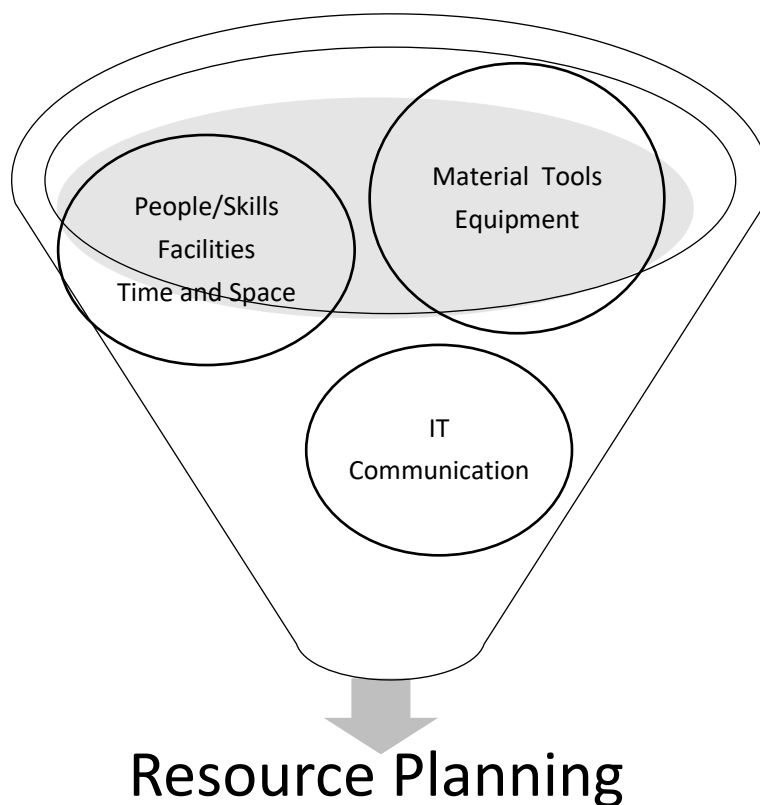 People/Skills
Facilities
Time and Space
Material Tools
Equipment
IT
Communication
Resource Planning